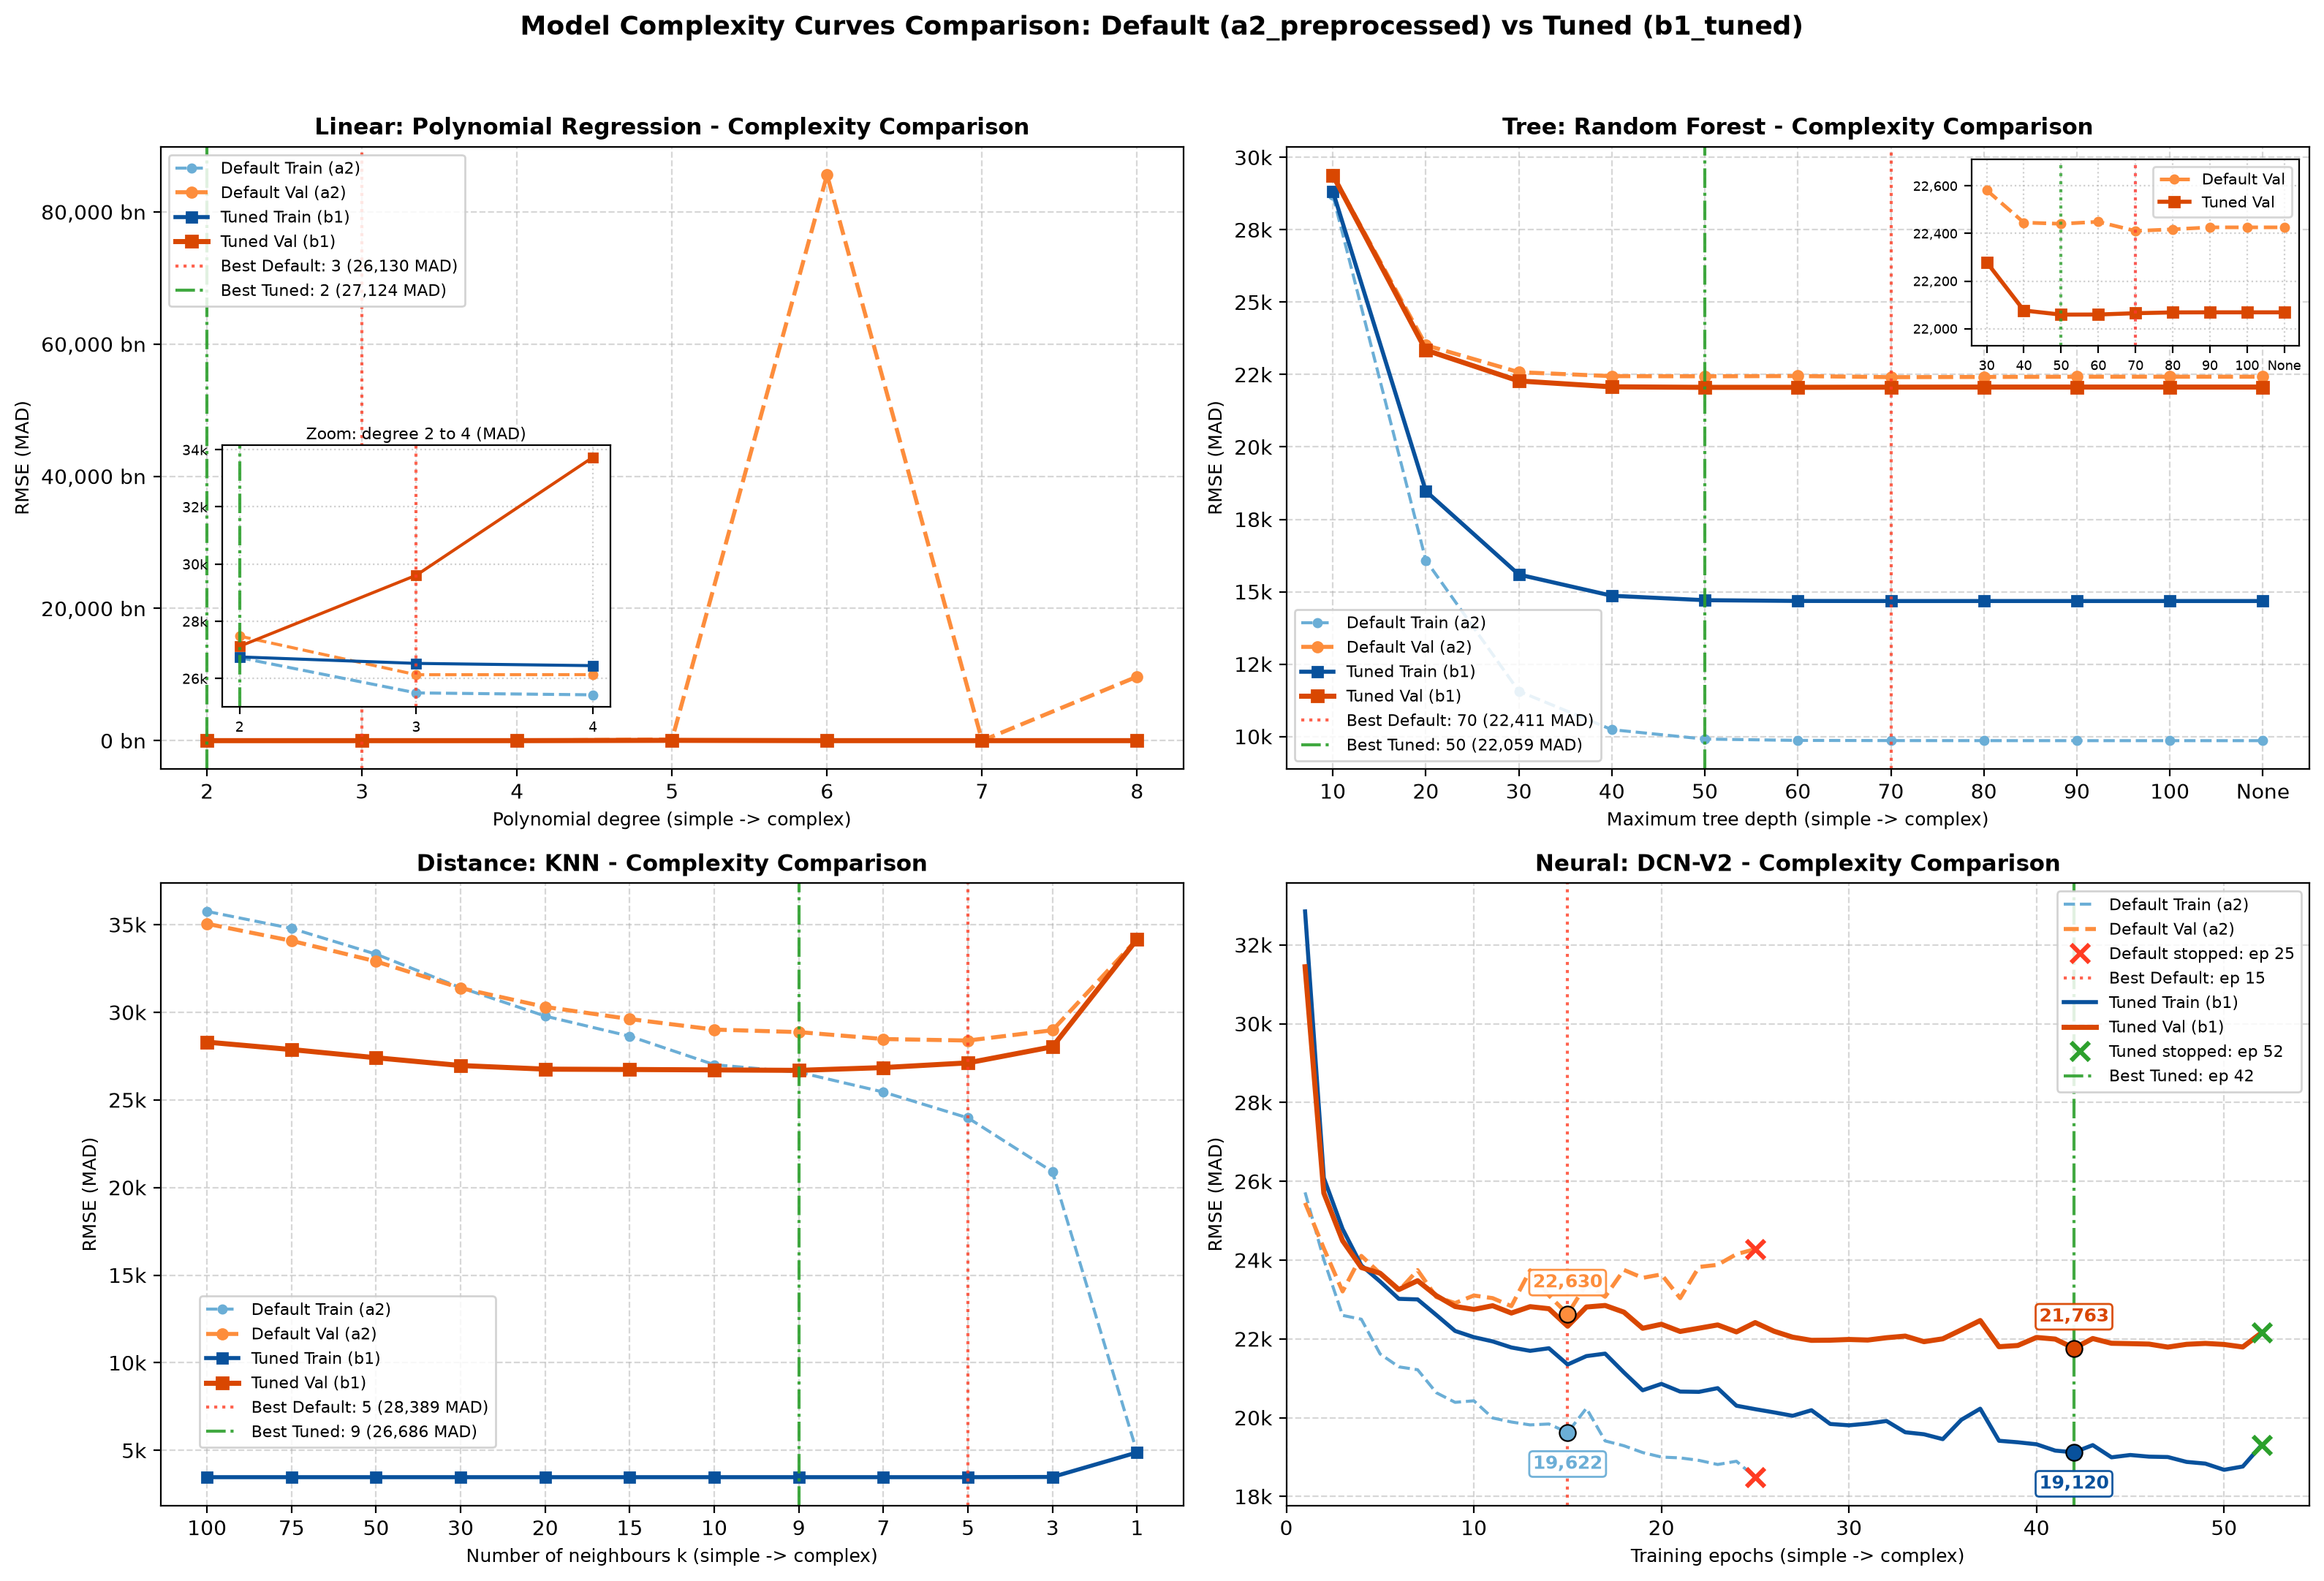 Model Complexity Curves Comparison: Default (a2_preprocessed) vs Tuned (b1_tuned)
Linear: Polynomial Regression - Complexity Comparison
RMSE (MAD)
80,000 bn
60,000 bn
40,000 bn
20,000 bn
0 bn
Default Train (a2)
Default Val (a2)
Tuned Train (b1)
Tuned Val (b1)
Best Default: 3 (26,130 MAD)
Best Tuned: 2 (27,124 MAD)
Zoom: degree 2 to 4 (MAD)
34k
32k
30k
28k
26k
2 3 4
2 3 4 5 6 7 8
Polynomial degree (simple -> complex)
Tree: Random Forest - Complexity Comparison
RMSE (MAD)
30k
28k
25k
22k
20k
18k
15k
12k
10k
22,600
22,400
22,200
22,000
Default Val
Tuned Val
30 40 50 60 70 80 90 100 None
Default Train (a2)
Default Val (a2)
Tuned Train (b1)
Tuned Val (b1)
Best Default: 70 (22,411 MAD)
Best Tuned: 50 (22,059 MAD)
10 20 30 40 50 60 70 80 90 100 None
Maximum tree depth (simple -> complex)
Distance: KNN - Complexity Comparison
RMSE (MAD)
35k
30k
25k
20k
15k
10k
5k
Default Train (a2)
Default Val (a2)
Tuned Train (b1)
Tuned Val (b1)
Best Default: 5 (28,389 MAD)
Best Tuned: 9 (26,686 MAD)
100 75 50 30 20 15 10 9 7 5 3 1
Number of neighbours k (simple -> complex)
Neural: DCN-V2 - Complexity Comparison
RMSE (MAD)
32k
30k
28k
26k
24k
22k
20k
18k
Default Train (a2)
Default Val (a2)
Default stopped: ep 25
Best Default: ep 15
Tuned Train (b1)
Tuned Val (b1)
Tuned stopped: ep 52
Best Tuned: ep 42
22,630
21,763
19,622
19,120
0 10 20 30 40 50
Training epochs (simple -> complex)